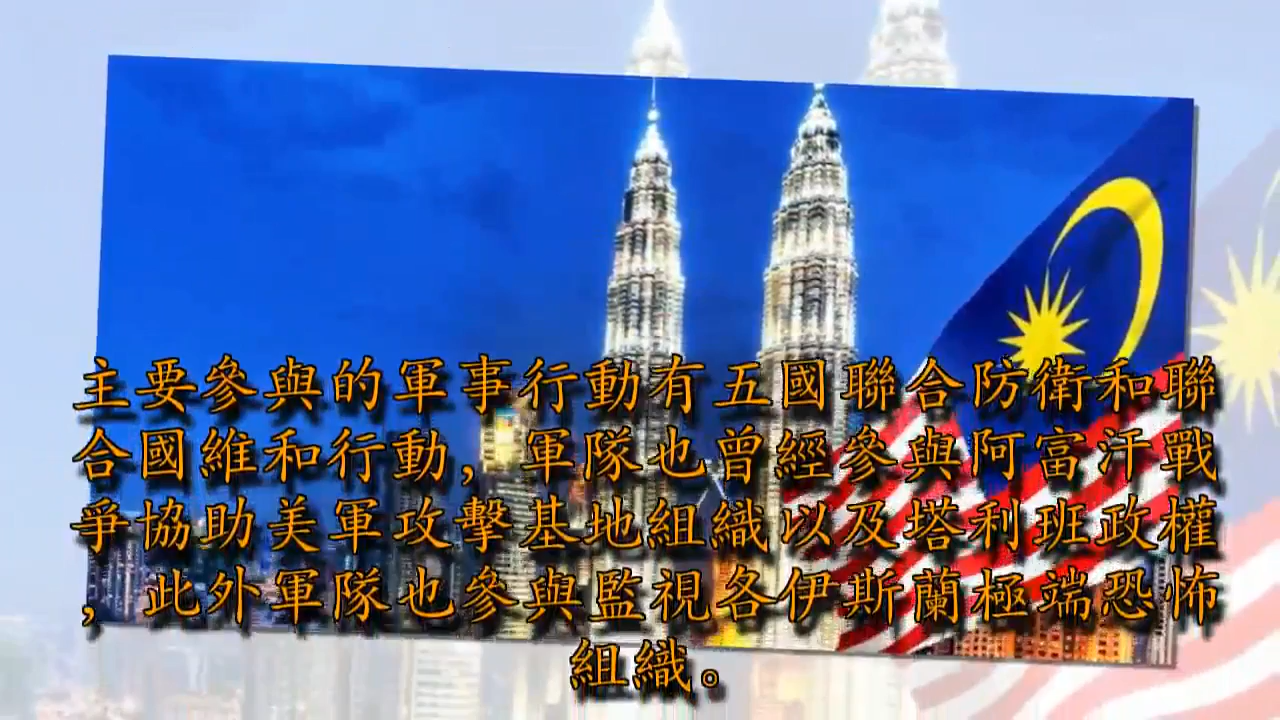 主要參與的軍事行動有五國聯合防衛和聯
合國維和行動，軍隊也曾經參與阿富汗戰
爭協助美軍攻擊基地組織以及塔利班政權
，此外軍隊也參與監視各伊斯蘭極端恐怖
組織。